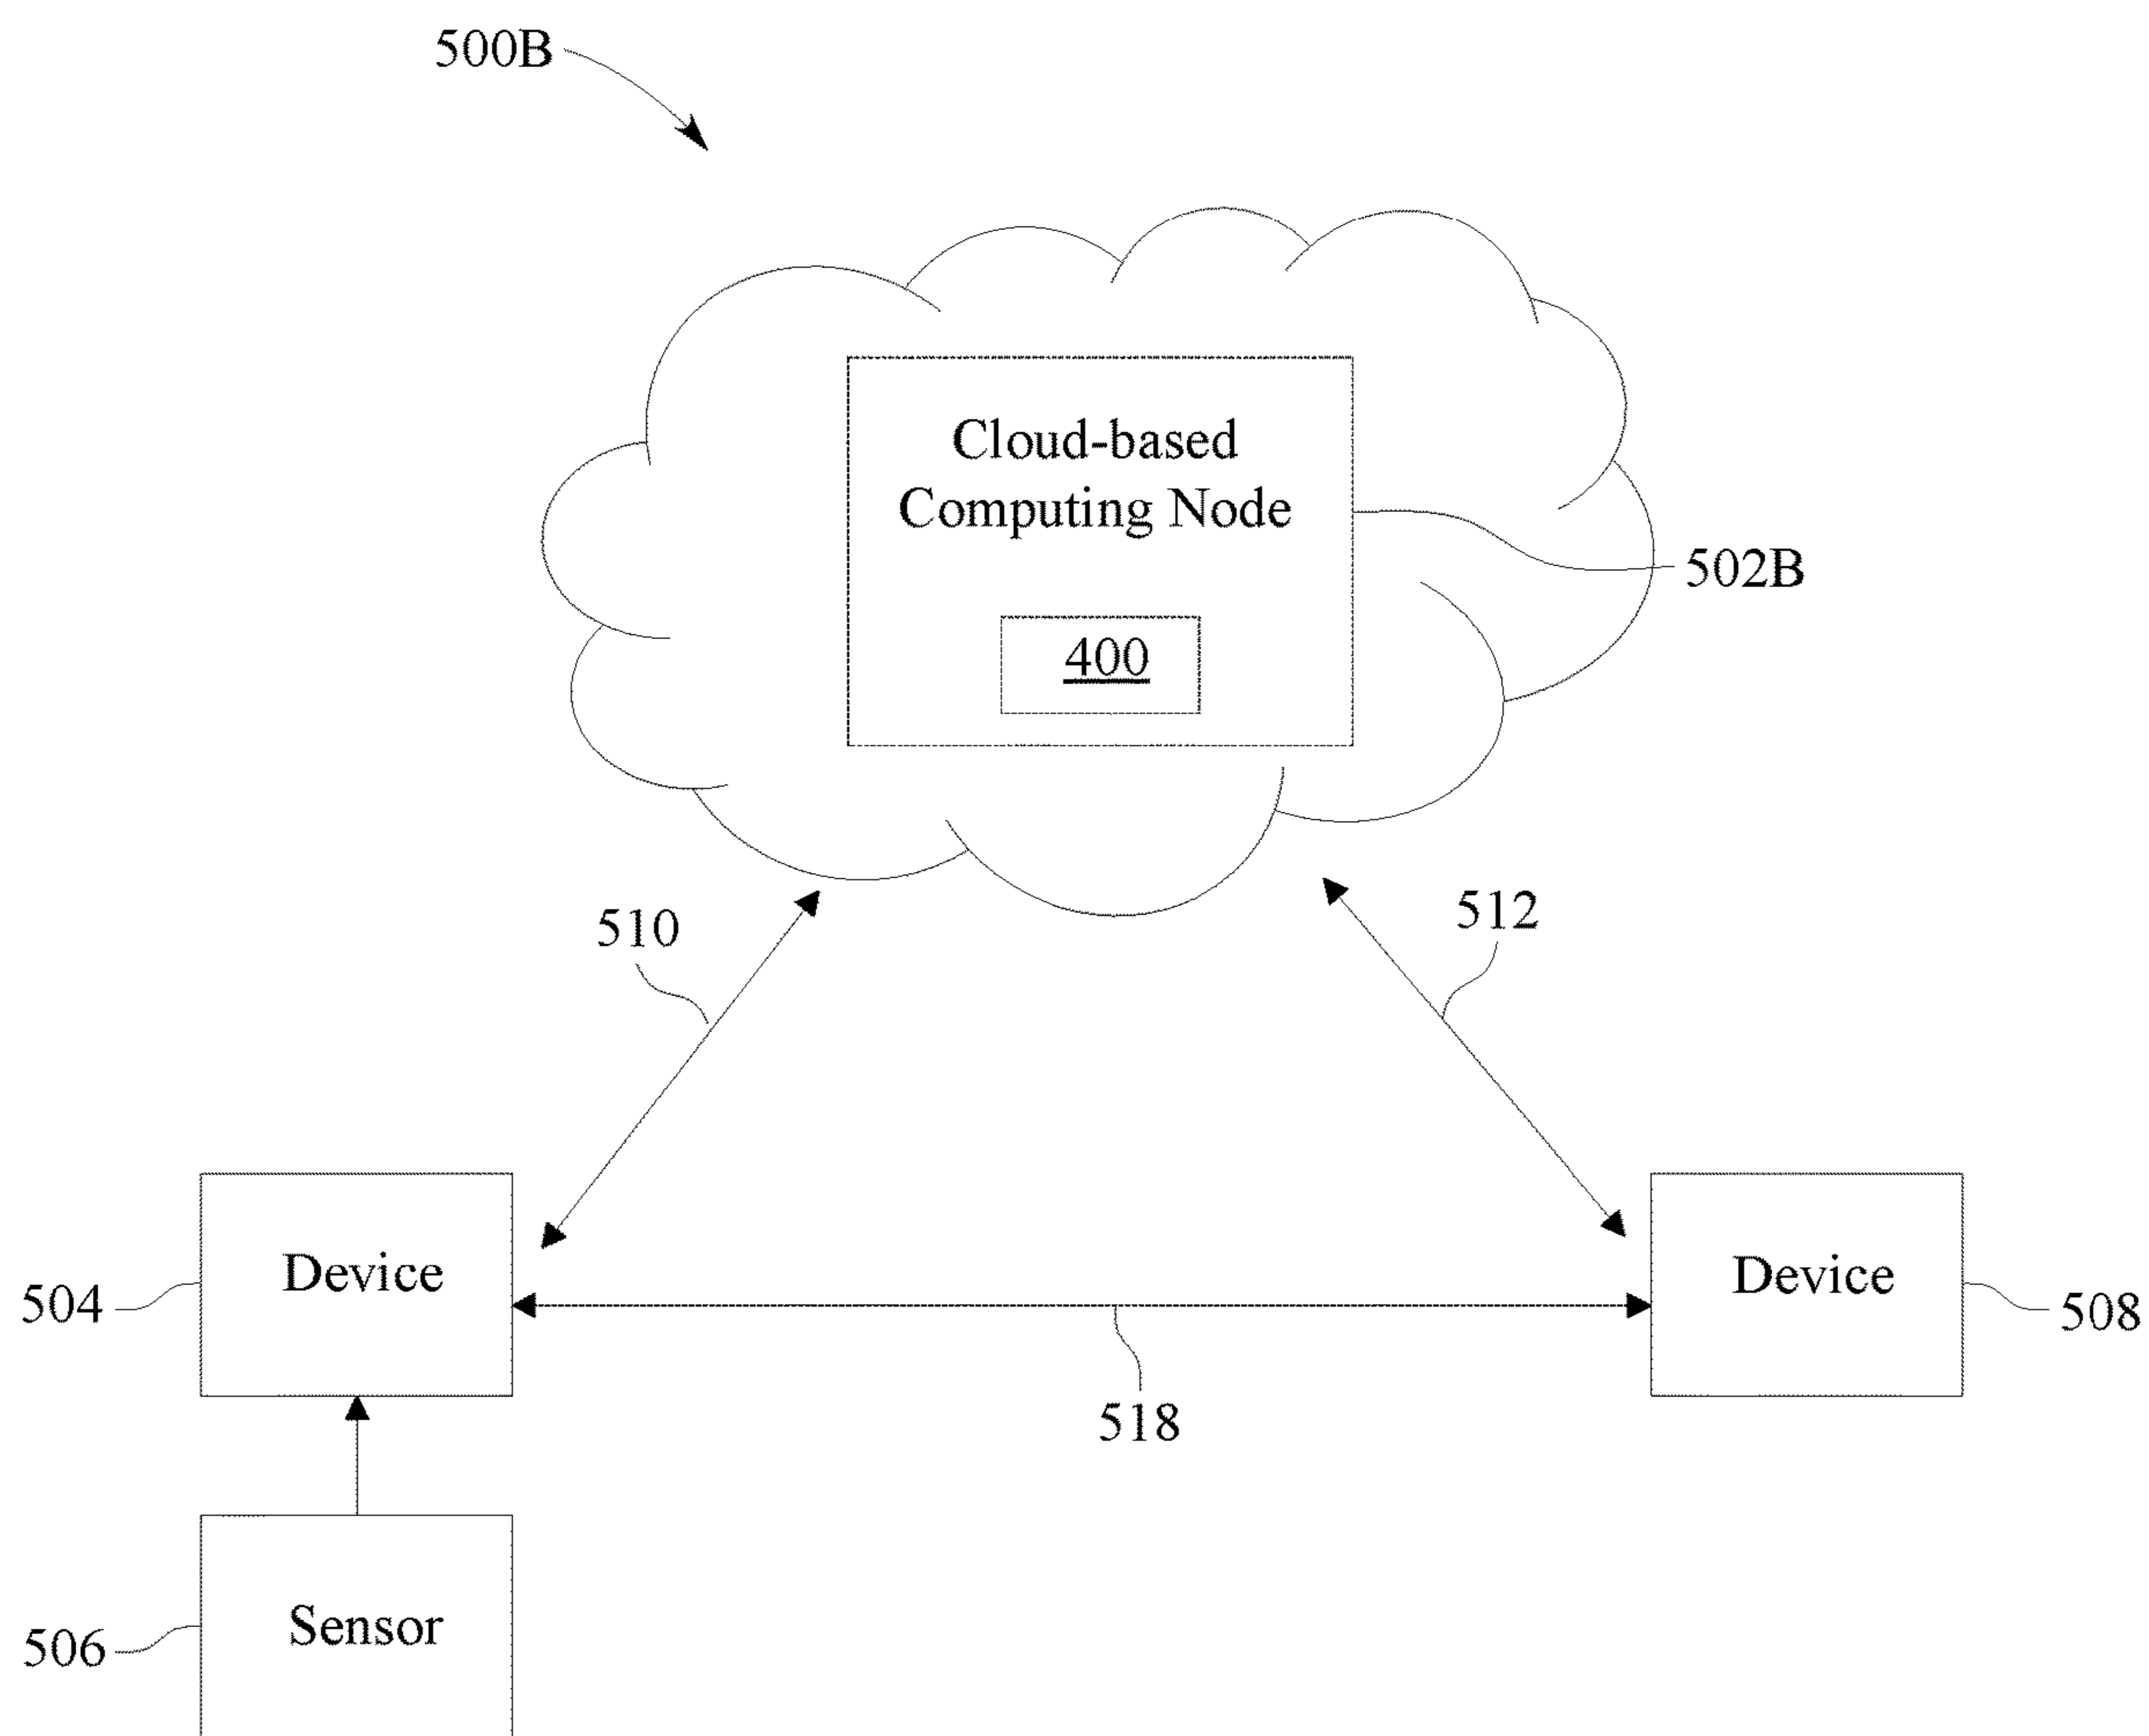 500B
Cloud-based
Computing Node
502B
400
510
512
Device
Device
504
508
518
Sensor
506